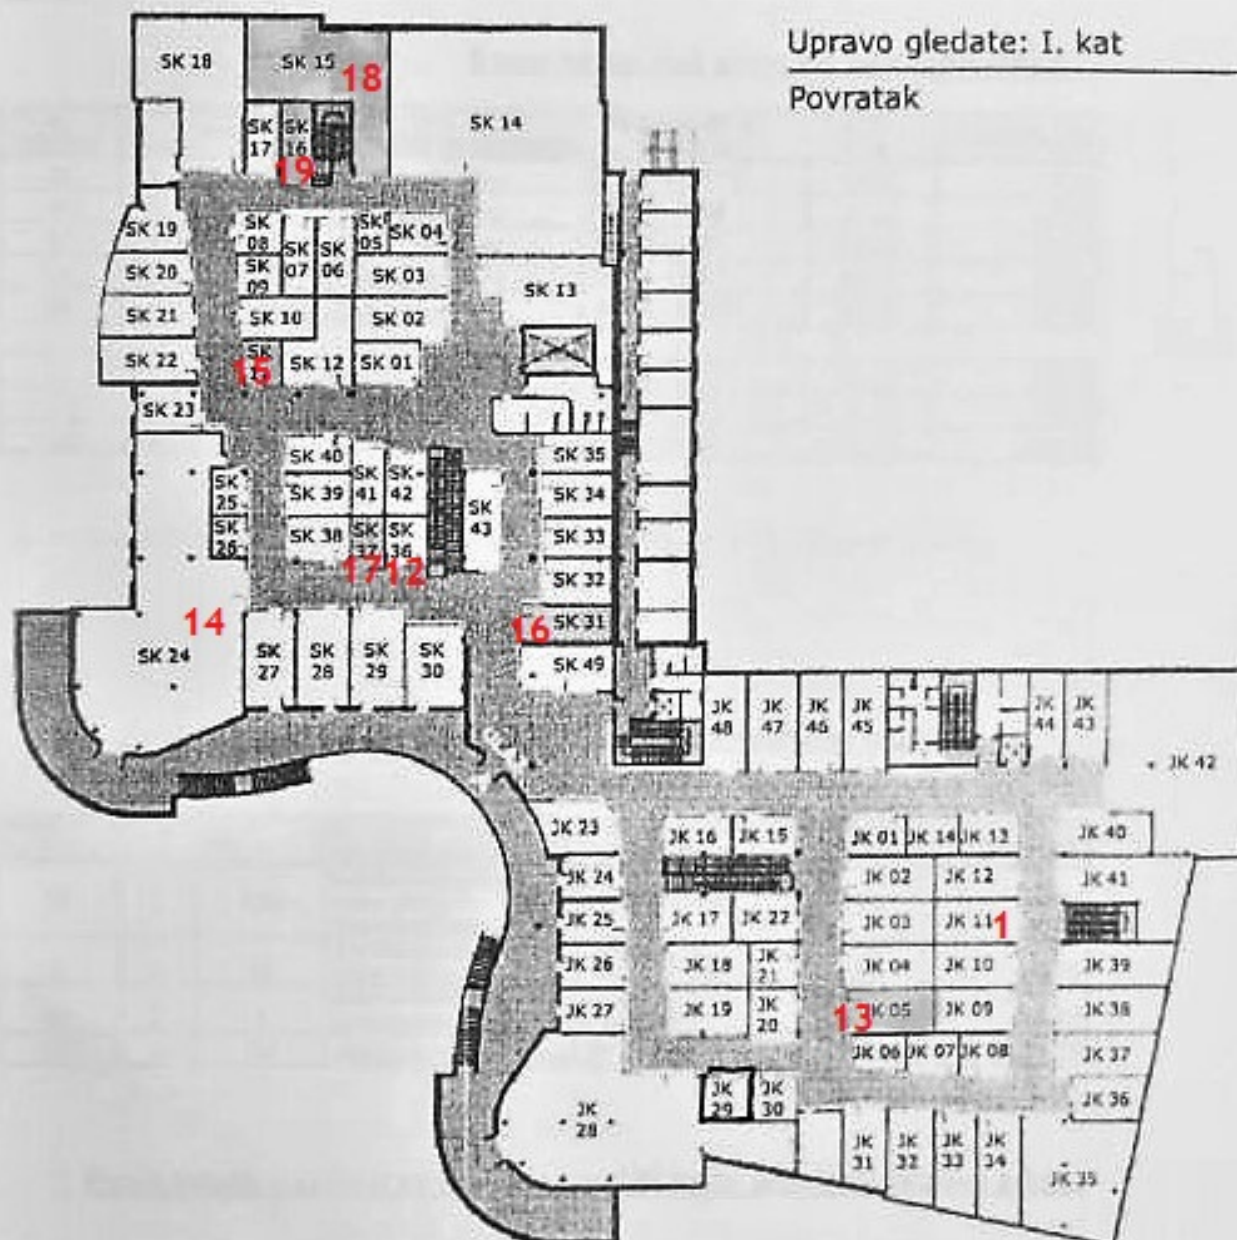 Upravo gledate: I. kat
Povratak
SK 18
SK 15
18
SK 14
SK 17
SK 16
19
SK 19
SK 08
SK 07
SK 06
SK 05
SK 04
SK 20
SK 09
SK 03
SK 13
SK 21
SK 10
SK 02
SK 22
SK
15
SK 12
SK 01
SK 23
SK 40
SK 41
SK 42
SK 35
SK 25
SK 39
SK 43
SK 34
SK 26
SK 38
SK 37
SK 36
SK 33
17
12
SK 32
14
16
SK 31
SK 24
SK 27
SK 28
SK 29
SK 30
SK 49
JK 48
JK 47
JK 46
JK 45
JK 44
JK 43
JK 42
JK 23
JK 16
JK 15
JK 01
JK 14
JK 13
JK 40
JK 24
JK 02
JK 12
JK 41
JK 25
JK 17
JK 22
JK 03
JK 11
1
JK 26
JK 18
JK 21
JK 04
JK 10
JK 39
JK 27
JK 19
JK 20
13
JK 05
JK 09
JK 38
JK 06
JK 07
JK 08
JK 37
JK 28
JK 29
JK 30
JK 36
JK 31
JK 32
JK 33
JK 34
JK 35